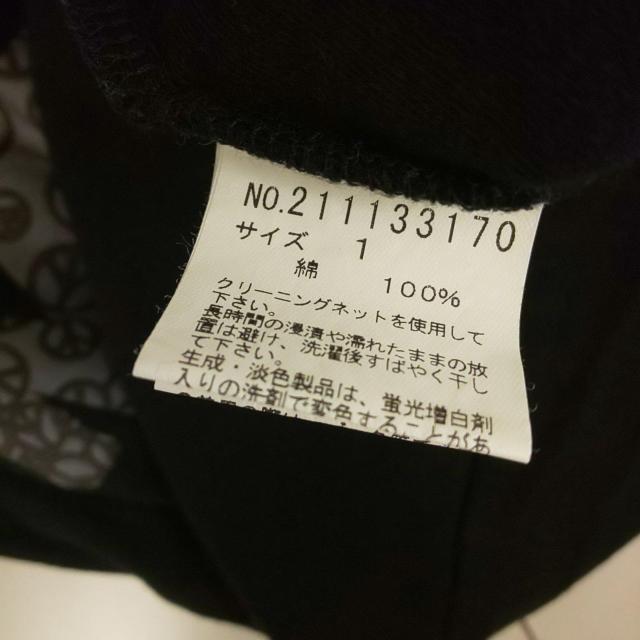 NO.211133170
サイズ 1
綿 100%
クリーニングネットを使用して
下さい。
長時間の浸漬や濡れたままの放
置は避け、洗濯後すばやく干し
て下さい。
生成・淡色製品は、蛍光増白剤
入りの洗剤で変色することがあ